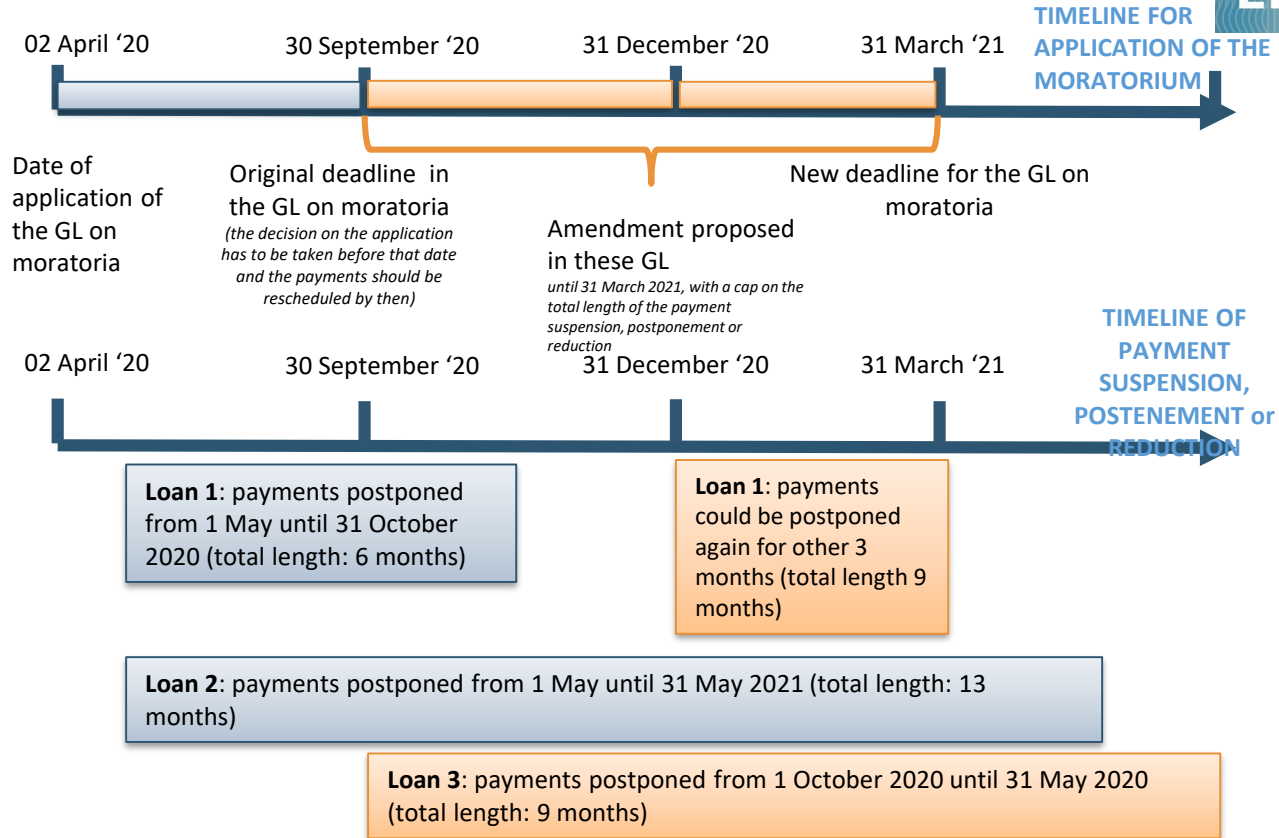 TIMELINE FOR
APPLICATION OF THE
MORATORIUM
02 April ‘20
30 September ‘20
31 December ‘20
31 March ‘21
Date of
application of
the GL on
moratoria
Original deadline in
the GL on moratoria
(the decision on the application
has to be taken before that date
and the payments should be
rescheduled by then)
Amendment proposed
in these GL
until 31 March 2021, with a cap on the
total length of the payment
suspension, postponement or
reduction
New deadline for the GL on
moratoria
TIMELINE OF
PAYMENT
SUSPENSION,
POSTENEMENT or
REDUCTION
02 April ‘20
30 September ‘20
31 December ‘20
31 March ‘21
Loan 1: payments postponed
from 1 May until 31 October
2020 (total length: 6 months)
Loan 1: payments
could be postponed
again for other 3
months (total length 9
months)
Loan 2: payments postponed from 1 May until 31 May 2021 (total length: 13
months)
Loan 3: payments postponed from 1 October 2020 until 31 May 2020
(total length: 9 months)